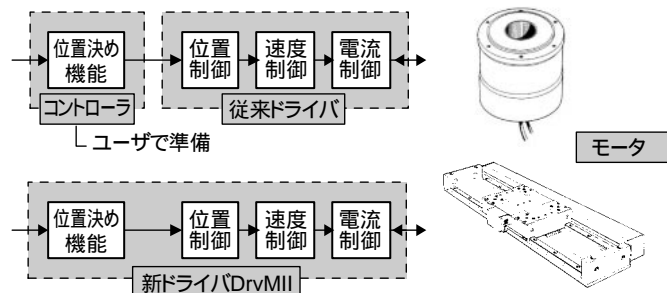 位置決め
機能
位置
制御
速度
制御
電流
制御
コントローラ
従来ドライバ
ユーザで準備
モータ
位置決め
機能
位置
制御
速度
制御
電流
制御
新ドライバDrvMII